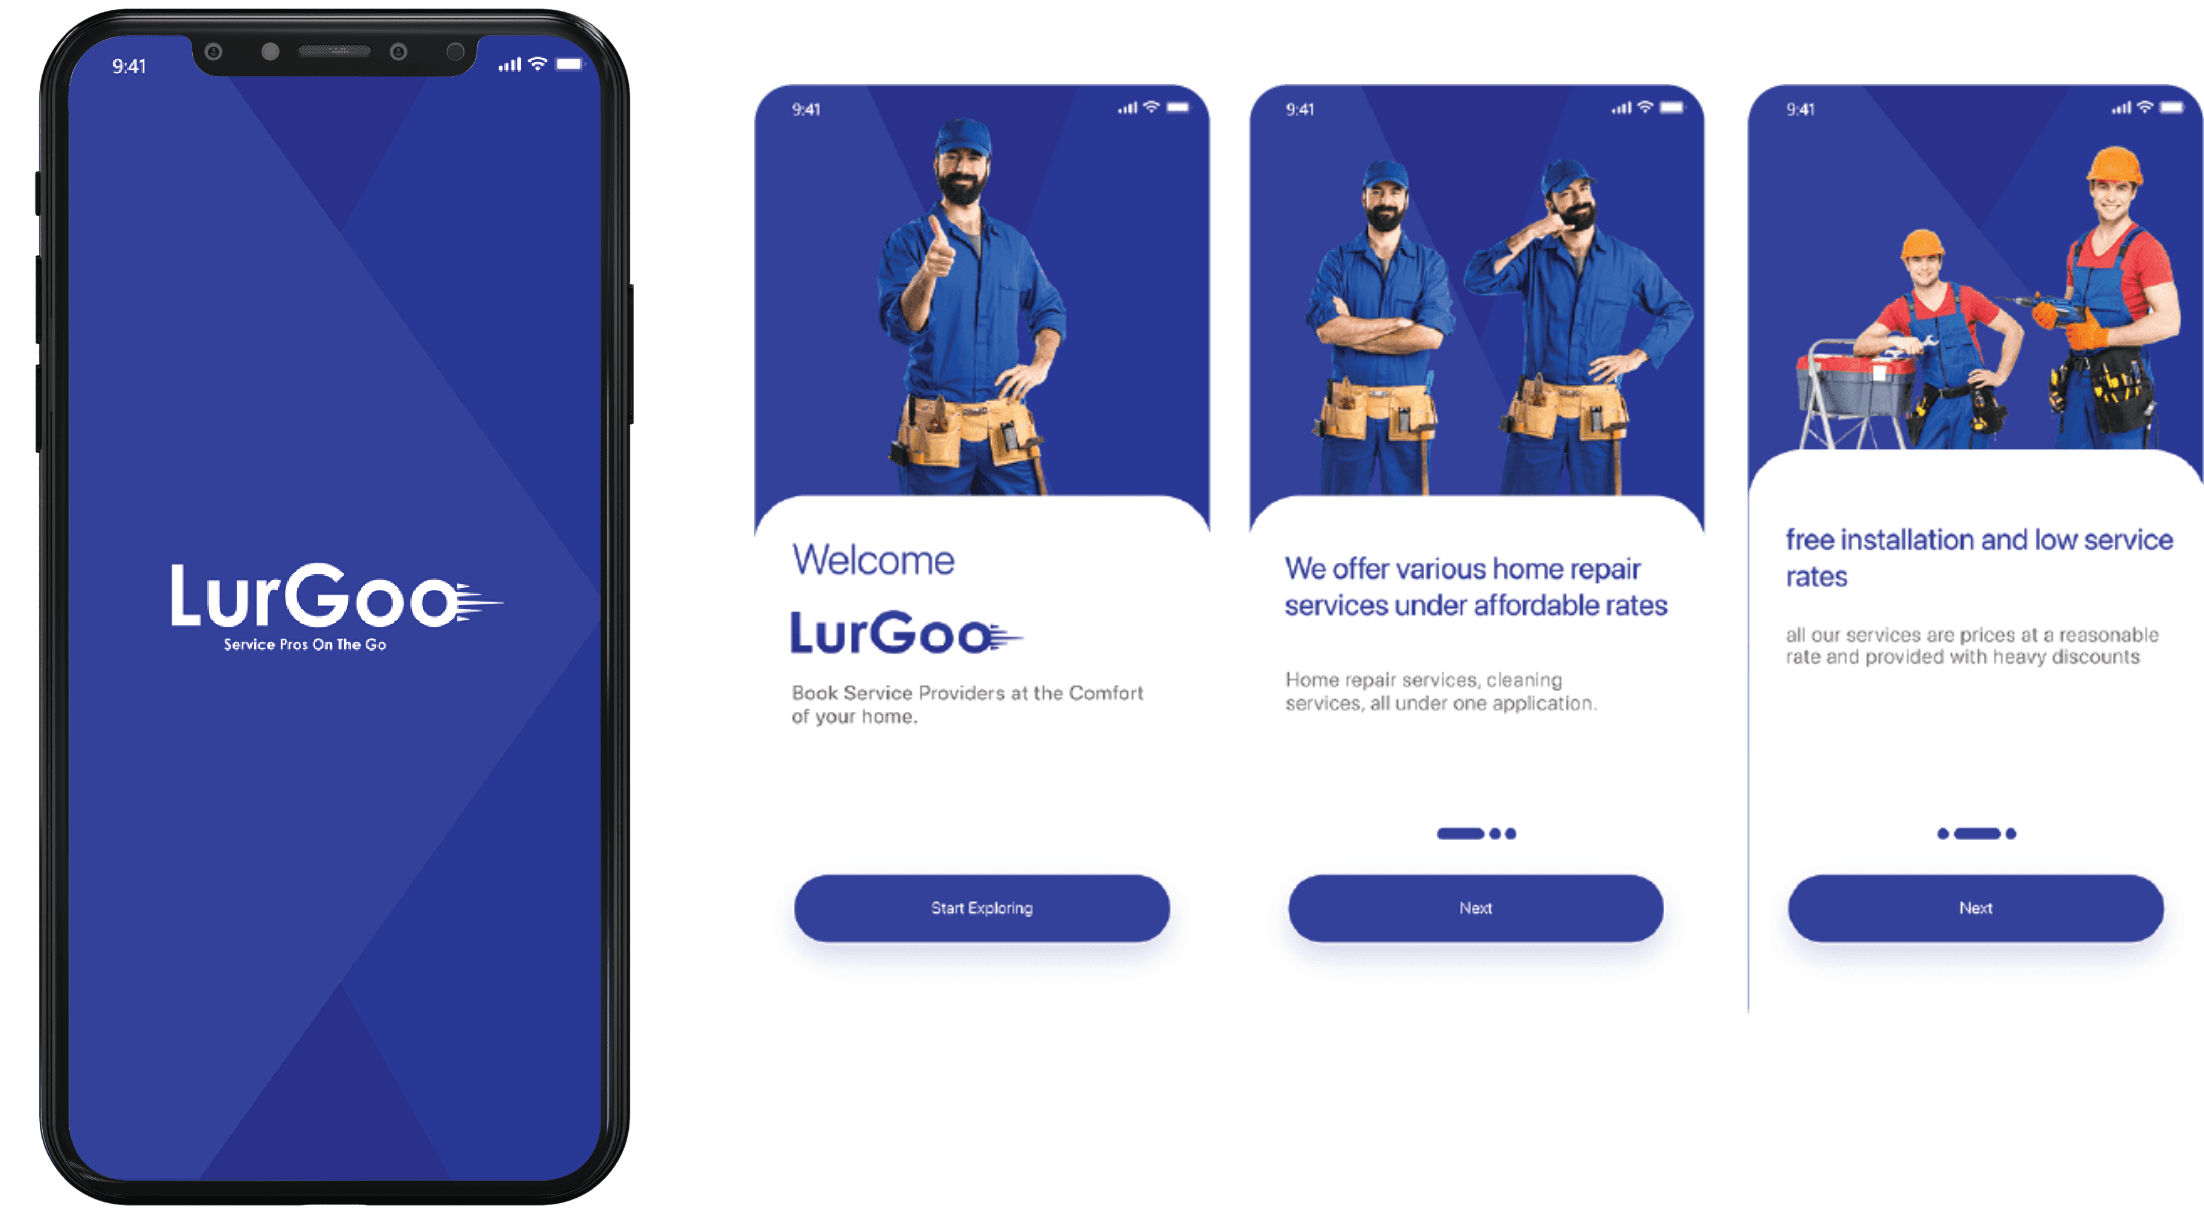 9:41
LurGoo
Service Pros On The Go
9:41
Welcome
LurGoo
Book Service Providers at the Comfort
of your home.
Start Exploring
9:41
We offer various home repair
services under affordable rates
Home repair services, cleaning
services, all under one application.
Next
9:41
free installation and low service
rates
all our services are prices at a reasonable
rate and provided with heavy discounts
Next